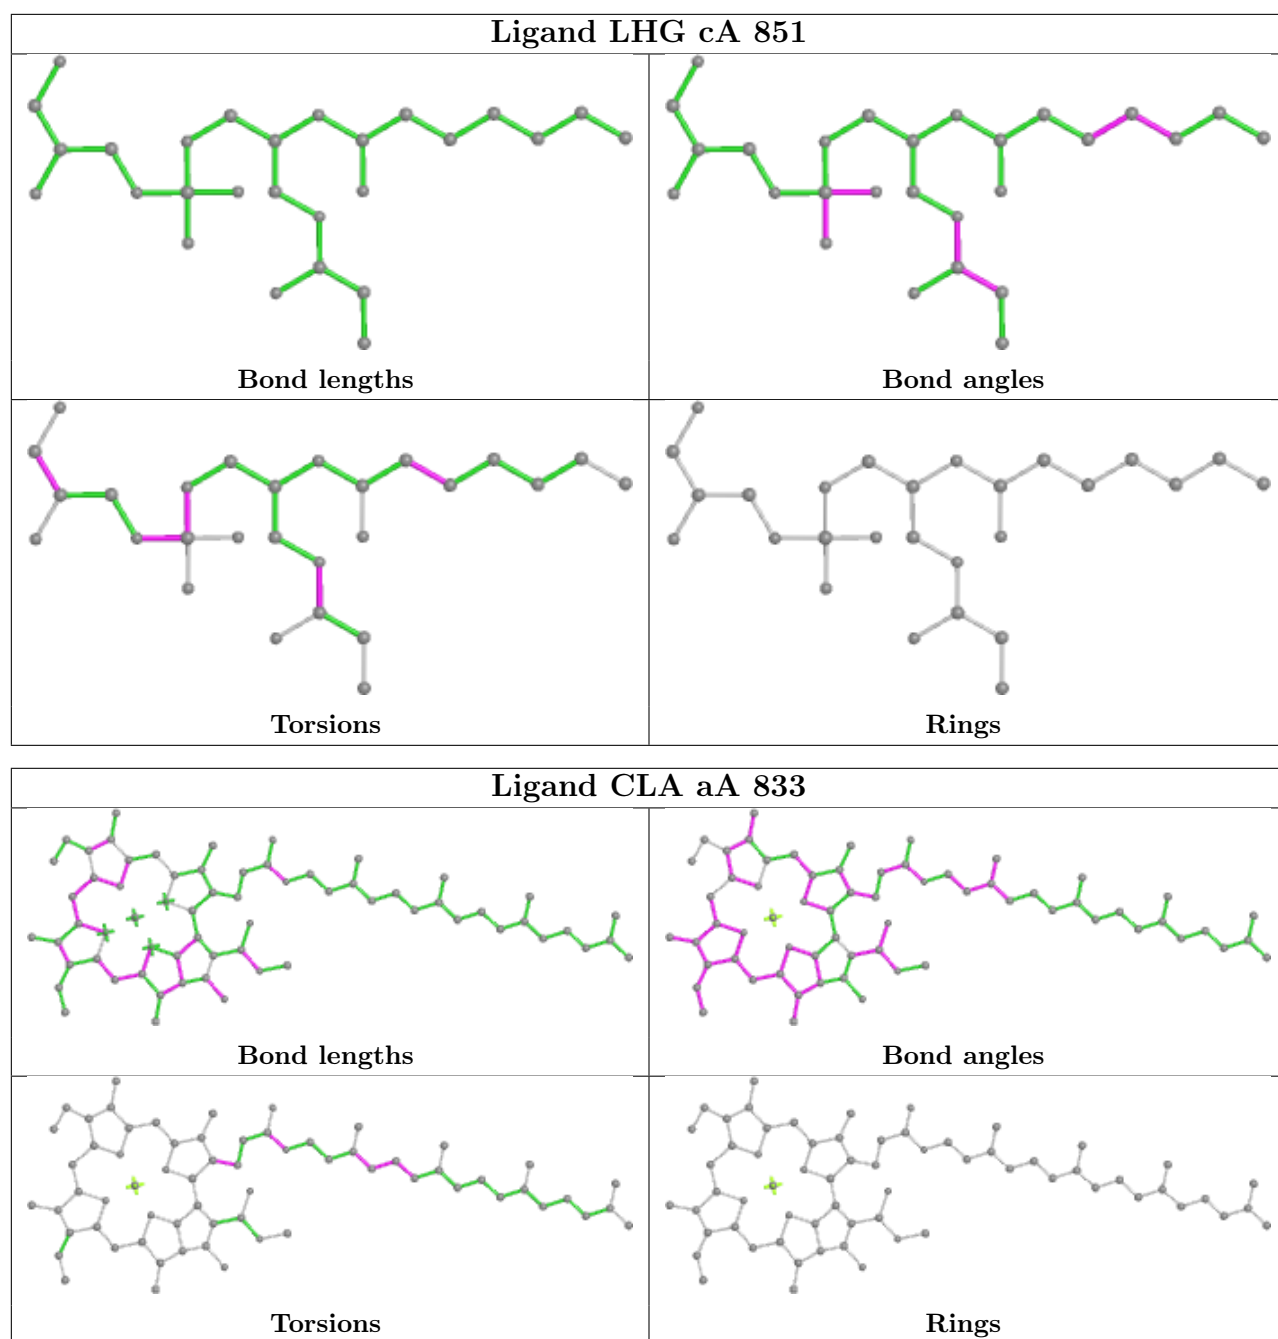 Ligand LHG cA 851
Bond lengths
Bond angles
Torsions
Rings
Ligand CLA aA 833
Bond lengths
Bond angles
Torsions
Rings